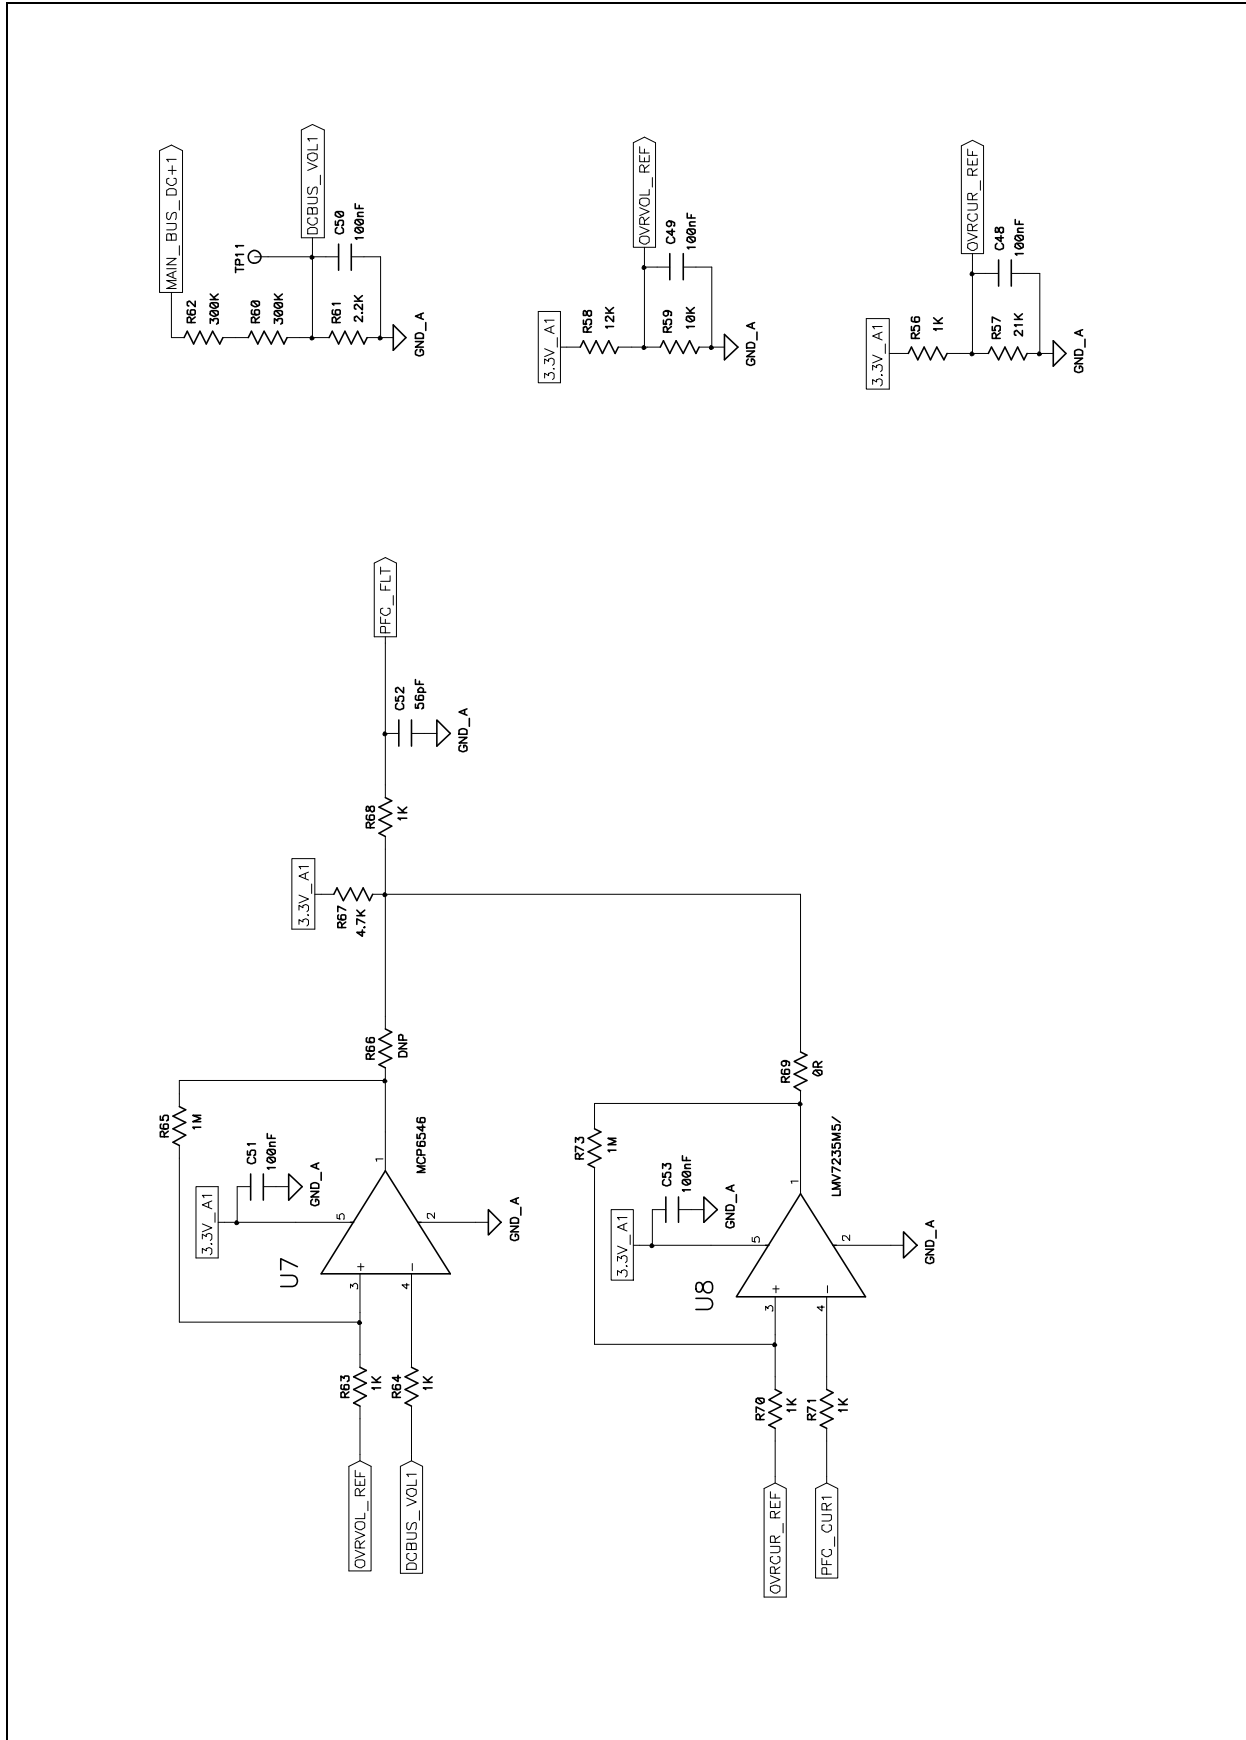 MAIN_BUS_DC+1
R62
300K
R60
300K
TP11
DCBUS_VOL1
R61
2.2K
C50
100nF
GND_A
3.3V_A1
R58
12K
R59
10K
OVRVOL_REF
C49
100nF
GND_A
3.3V_A1
R56
1K
R57
21K
OVRCUR_REF
C48
100nF
GND_A
OVRVOL_REF
DCBUS_VOL1
R63
1K
R64
1K
R65
1M
3.3V_A1
C51
100nF
GND_A
U7
3
+
4
-
5
2
1
MCP6546
GND_A
R66
DNP
3.3V_A1
R67
4.7K
R68
1K
C52
56pF
GND_A
PFC_FLT
OVRCUR_REF
PFC_CUR1
R70
1K
R71
1K
R73
1M
3.3V_A1
C53
100nF
GND_A
U8
3
+
4
-
5
2
1
LMV7235M5/
GND_A
R69
0R